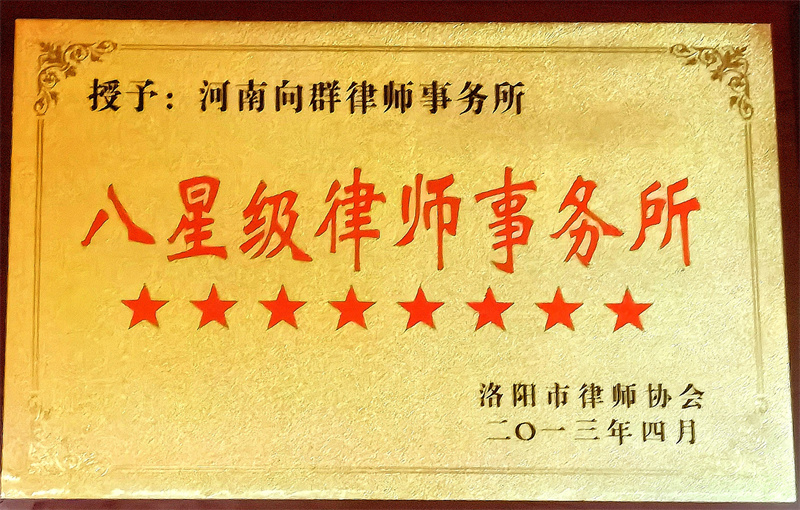 授予：河南向群律师事务所
八星级律师事务所
★★★★★★★★
洛阳市律师协会
二〇一三年四月